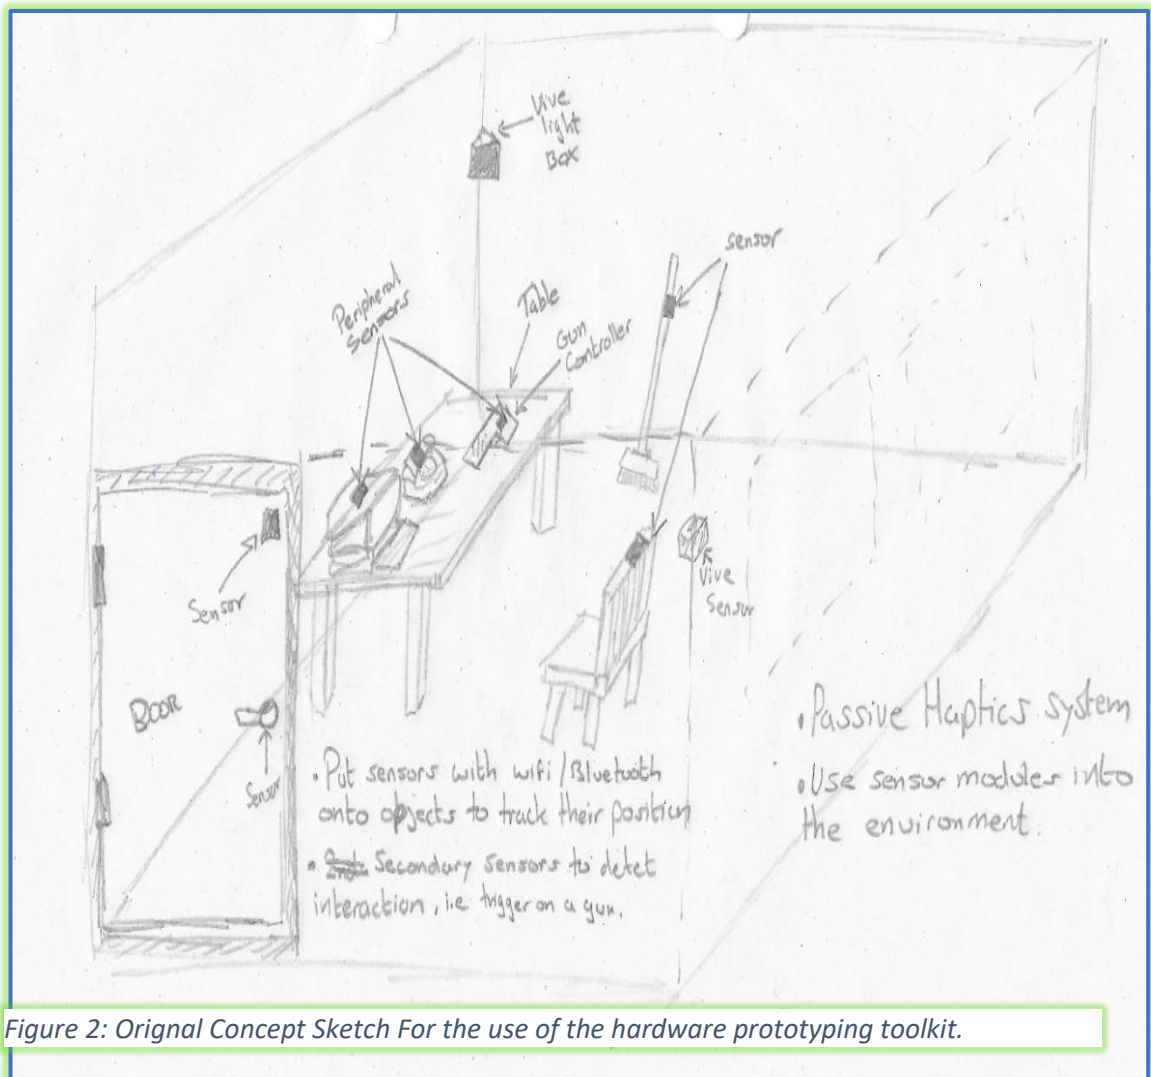 Vive
light
Box
sensor
Peripheral
Sensors
Table
Gun
Controller
Sensor
Vive
Sensor
DOOR
Sensor
• Passive Haptics system
• Use sensor modules into
the environment.
• Put sensors with wifi/Bluetooth
onto objects to track their position
• 2nd Secondary sensors to detet
interaction, i.e trigger on a gun.
Figure 2: Orignal Concept Sketch For the use of the hardware prototyping toolkit.